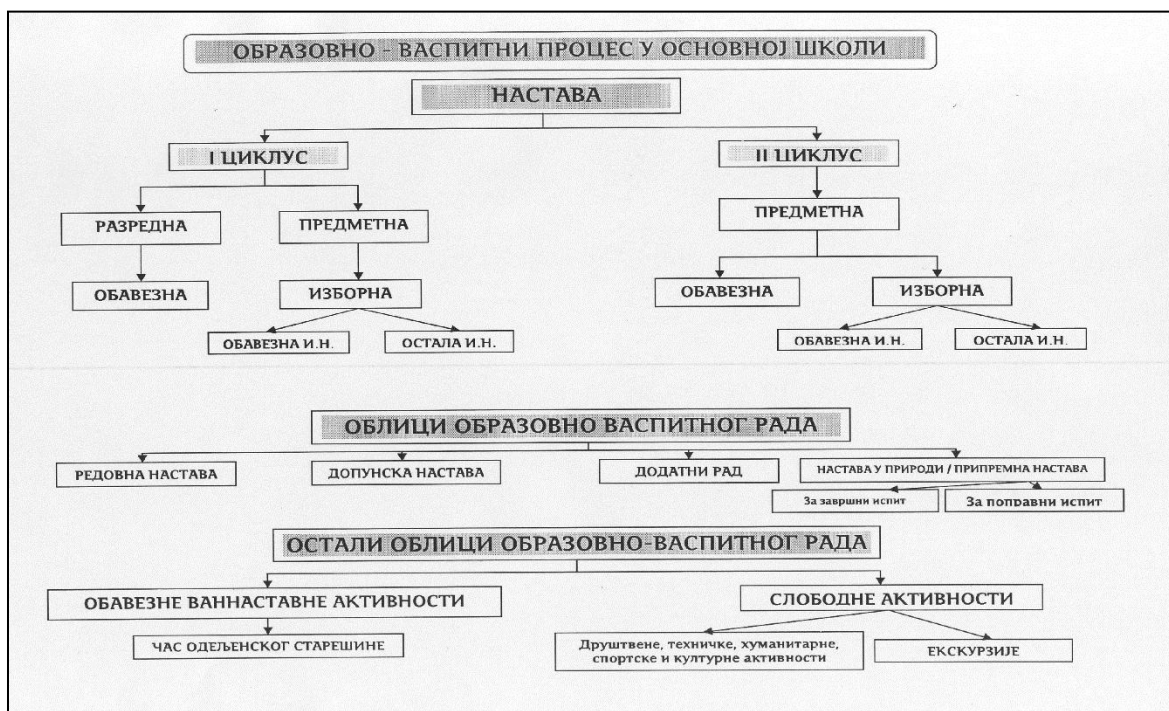 ОБРАЗОВНО - ВАСПИТНИ ПРОЦЕС У ОСНОВНОЈ ШКОЛИ
НАСТАВА
I ЦИКЛУС
II ЦИКЛУС
РАЗРЕДНА
ПРЕДМЕТНА
ПРЕДМЕТНА
ОБАВЕЗНА
ИЗБОРНА
ОБАВЕЗНА
ИЗБОРНА
ОБАВЕЗНА И.Н.
ОСТАЛА И.Н.
ОБАВЕЗНА И.Н.
ОСТАЛА И.Н.
ОБЛИЦИ ОБРАЗОВНО ВАСПИТНОГ РАДА
РЕДОВНА НАСТАВА
ДОПУНСКА НАСТАВА
ДОДАТНИ РАД
НАСТАВА У ПРИРОДИ / ПРИПРЕМНА НАСТАВА
За завршни испит
За поправни испит
ОСТАЛИ ОБЛИЦИ ОБРАЗОВНО-ВАСПИТНОГ РАДА
ОБАВЕЗНЕ ВАННАСТАВНЕ АКТИВНОСТИ
СЛОБОДНЕ АКТИВНОСТИ
ЧАС ОДЕЉЕНСКОГ СТАРЕШИНЕ
Друштвене, техничке, хуманитарне,
спортске и културне активности
ЕКСКУРЗИЈЕ